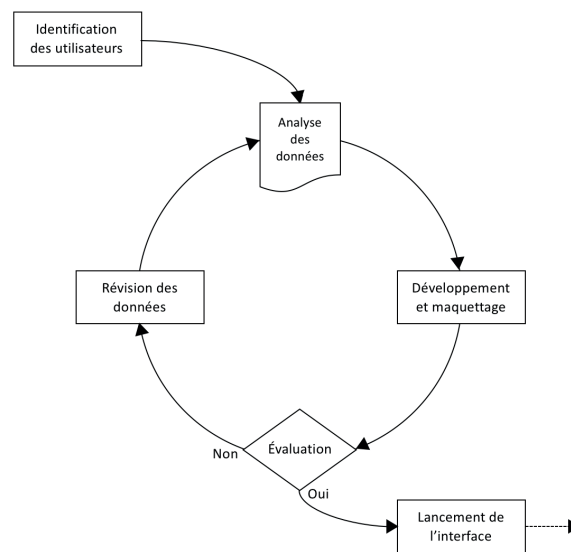 Identification
des utilisateurs
Analyse
des
données
Révision des
données
Développement
et maquettage
Évaluation
Non
Oui
Lancement de
l'interface